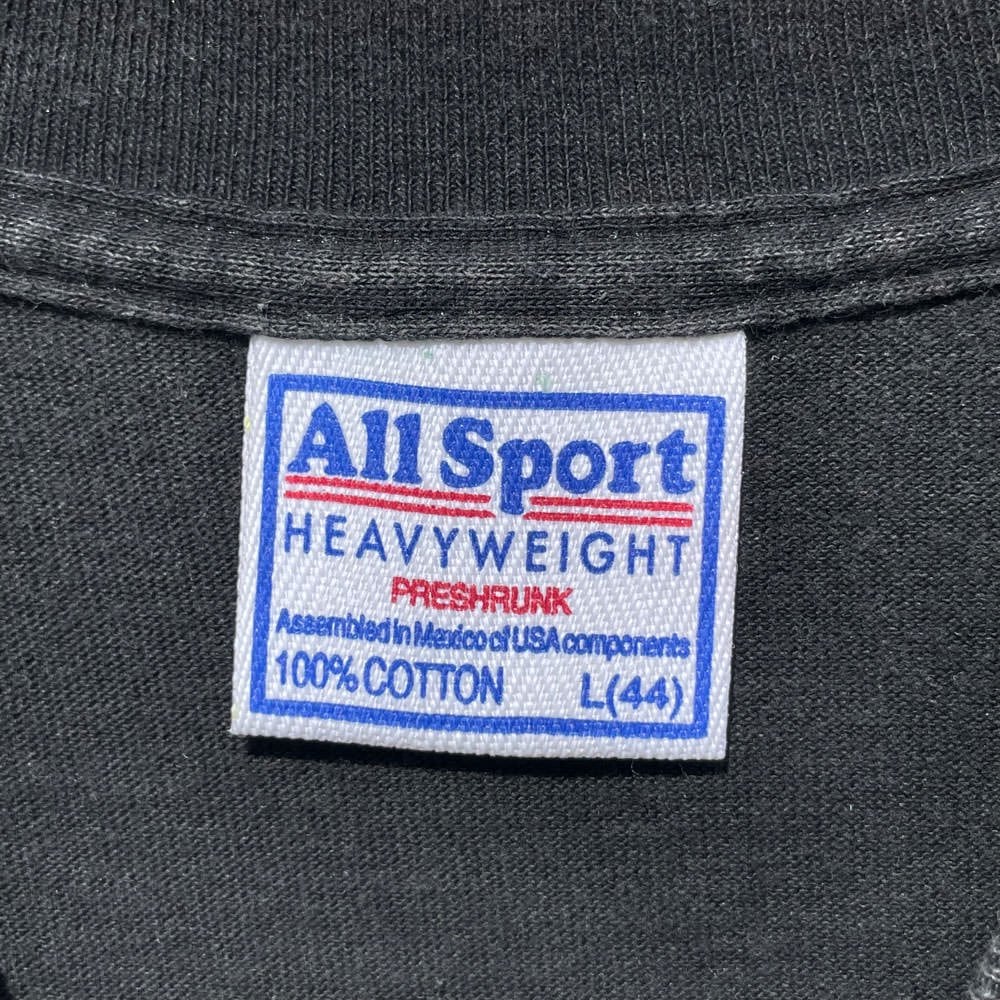 All Sport
HEAVYWEIGHT
PRESHRUNK
Assembled in Mexico of USA components
100% COTTON L(44)